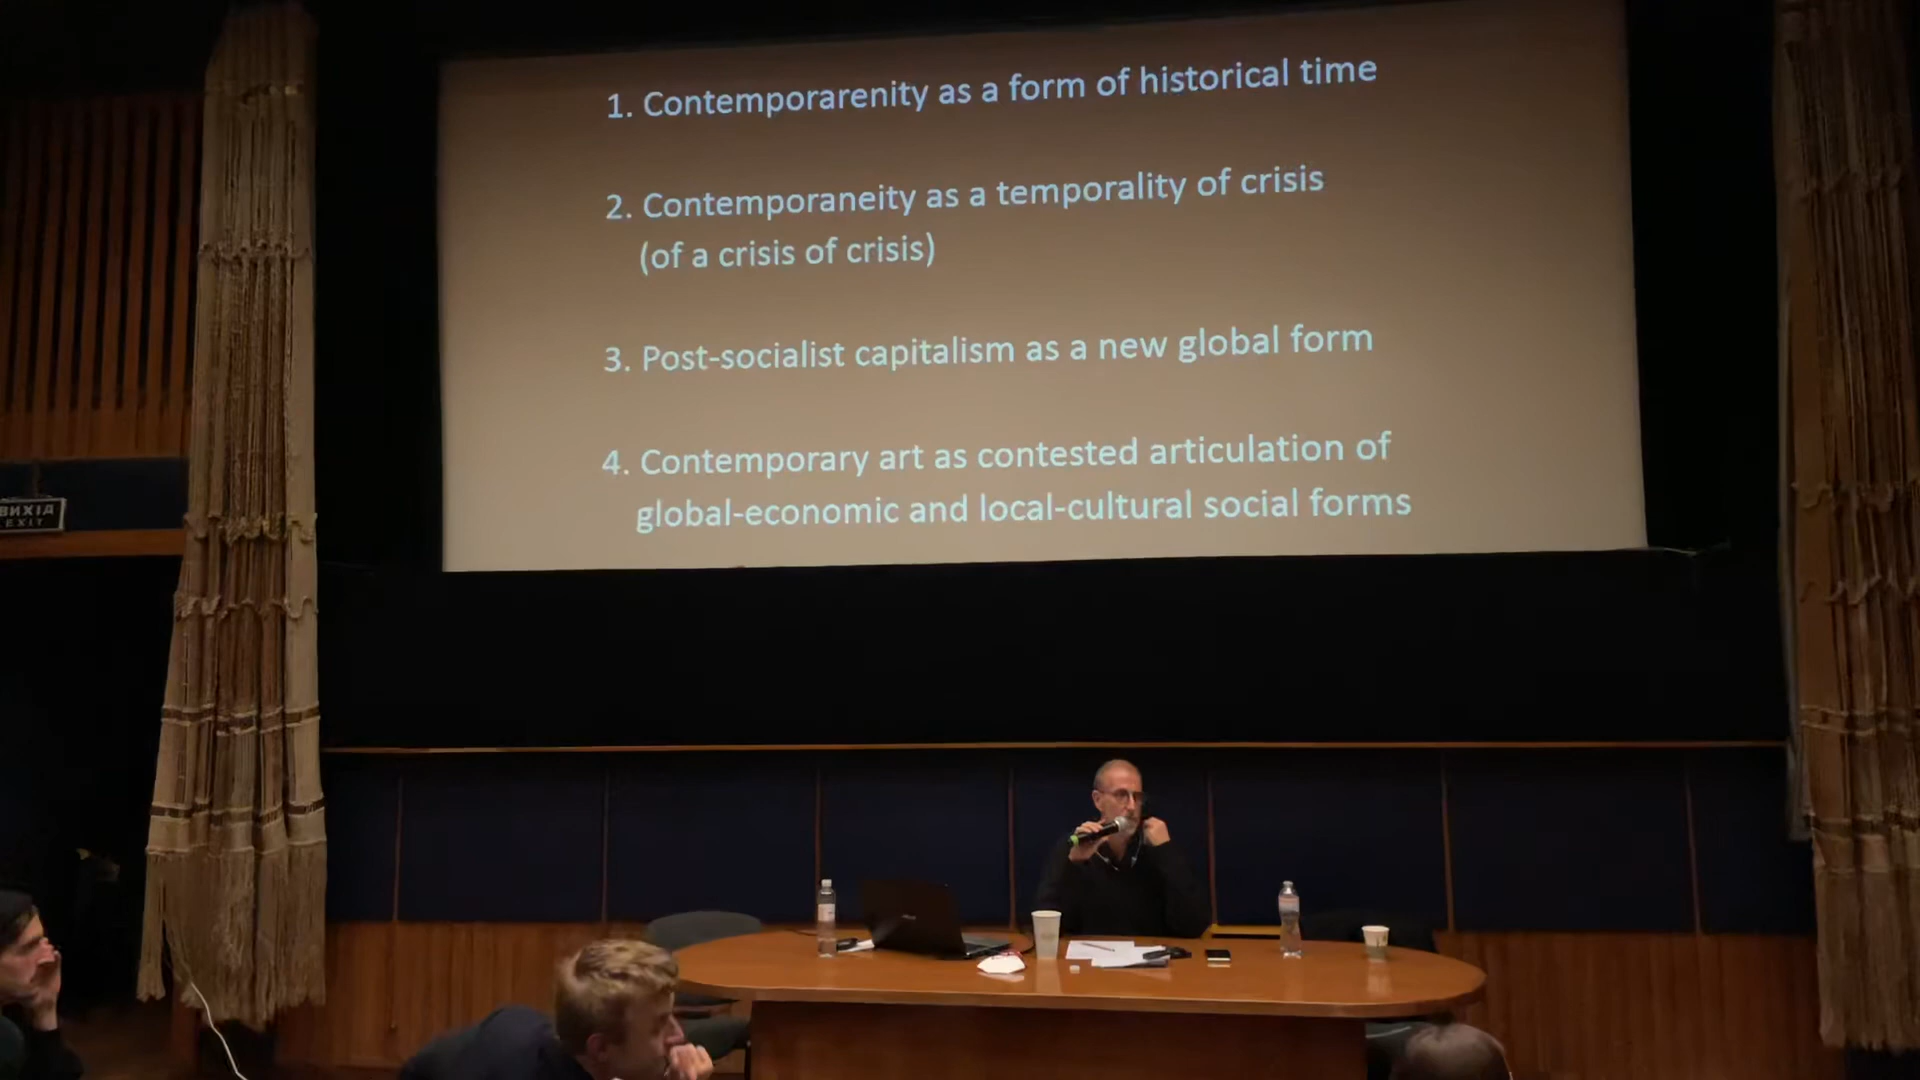 1. Contemporarenity as a form of historical time
2. Contemporaneity as a temporality of crisis
(of a crisis of crisis)
3. Post-socialist capitalism as a new global form
4. Contemporary art as contested articulation of
global-economic and local-cultural social forms
ВИХІД
EXIT